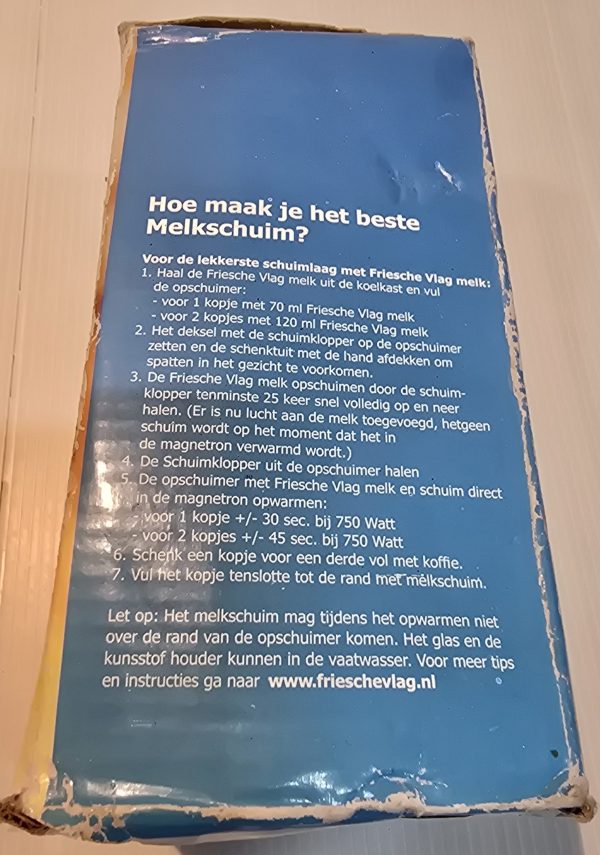 Hoe maak je het beste
Melkschuim?
Voor de lekkerste schuimlaag met Friesche Vlag melk:
1. Haal de Friesche Vlag melk uit de koelkast en vul
de opschuimer:
- voor 1 kopje met 70 ml Friesche Vlag melk
- voor 2 kopjes met 120 ml Friesche Vlag melk
2. Het deksel met de schuimklopper op de opschuimer
zetten en de schenktuit met de hand afdekken om
spatten in het gezicht te voorkomen.
3. De Friesche Vlag melk opschuimen door de schuim-
klopper tenminste 25 keer snel volledig op en neer
halen. (Er is nu lucht aan de melk toegevoegd, hetgeen
schuim wordt op het moment dat het in
de magnetron verwarmd wordt.)
4. De Schuimklopper uit de opschuimer halen
5. De opschuimer met Friesche Vlag melk en schuim direct
in de magnetron opwarmen:
- voor 1 kopje +/- 30 sec. bij 750 Watt
- voor 2 kopjes +/- 45 sec. bij 750 Watt
6. Schenk een kopje voor een derde vol met koffie.
7. Vul het kopje tenslotte tot de rand met melkschuim.
Let op: Het melkschuim mag tijdens het opwarmen niet
over de rand van de opschuimer komen. Het glas en de
kunsstof houder kunnen in de vaatwasser. Voor meer tips
en instructies ga naar www.frieschevlag.nl